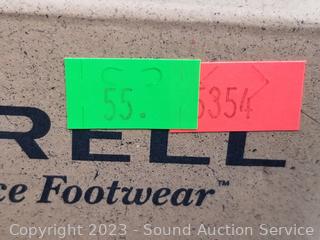 55.
5354
RELL
ce Footwear™
Copyright © 2023 - Sound Auction Service